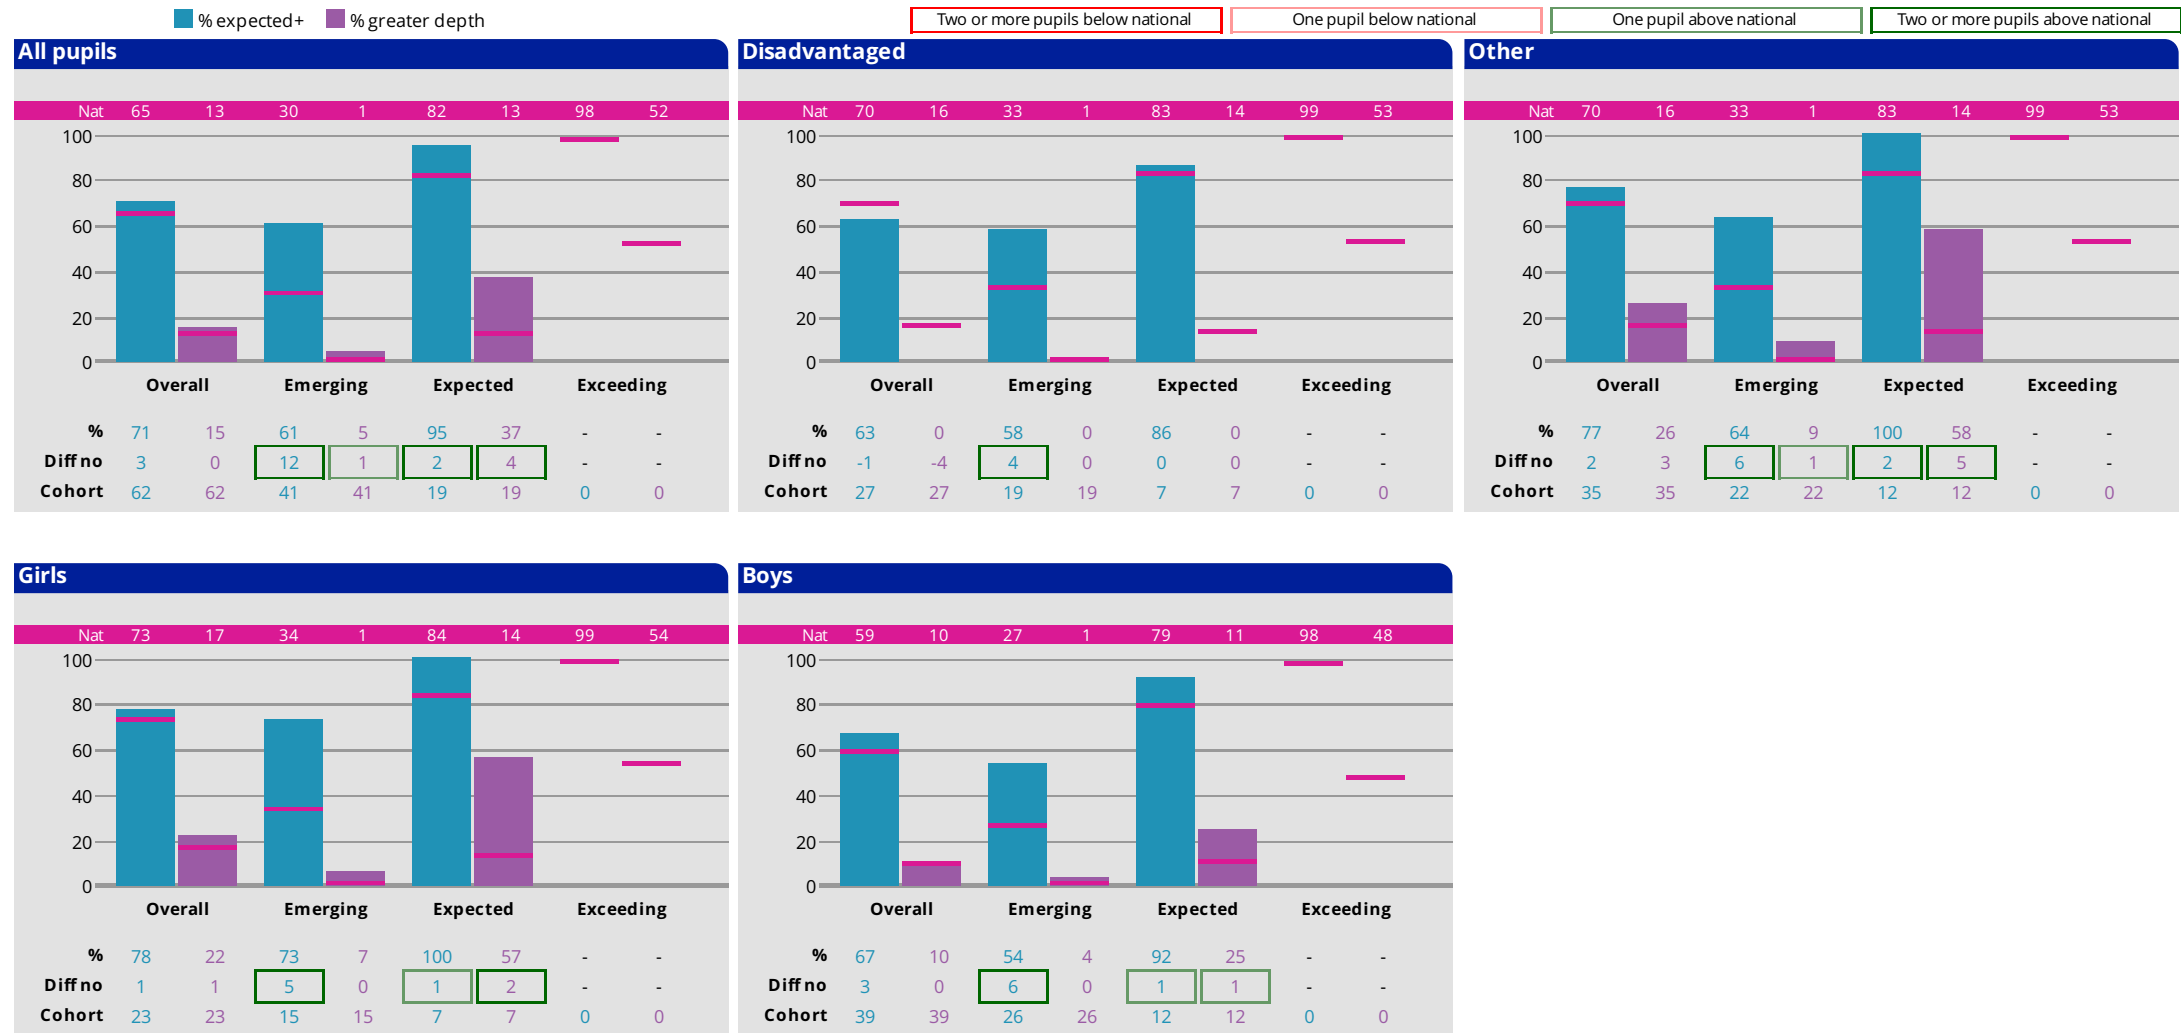 % expected+ % greater depth
Two or more pupils below national One pupil below national One pupil above national Two or more pupils above national
All pupils
Nat 65 13 30 1 82 13 98 52
100
80
60
40
20
0
Overall Emerging Expected Exceeding
% 71 15 61 5 95 37 - -
Diff no 3 0 12 1 2 4 - -
Cohort 62 62 41 41 19 19 0 0
Disadvantaged
Nat 70 16 33 1 83 14 99 53
100
80
60
40
20
0
Overall Emerging Expected Exceeding
% 63 0 58 0 86 0 - -
Diff no -1 -4 4 0 0 0 - -
Cohort 27 27 19 19 7 7 0 0
Other
Nat 70 16 33 1 83 14 99 53
100
80
60
40
20
0
Overall Emerging Expected Exceeding
% 77 26 64 9 100 58 - -
Diff no 2 3 6 1 2 5 - -
Cohort 35 35 22 22 12 12 0 0
Girls
Nat 73 17 34 1 84 14 99 54
100
80
60
40
20
0
Overall Emerging Expected Exceeding
% 78 22 73 7 100 57 - -
Diff no 1 1 5 0 1 2 - -
Cohort 23 23 15 15 7 7 0 0
Boys
Nat 59 10 27 1 79 11 98 48
100
80
60
40
20
0
Overall Emerging Expected Exceeding
% 67 10 54 4 92 25 - -
Diff no 3 0 6 0 1 1 - -
Cohort 39 39 26 26 12 12 0 0